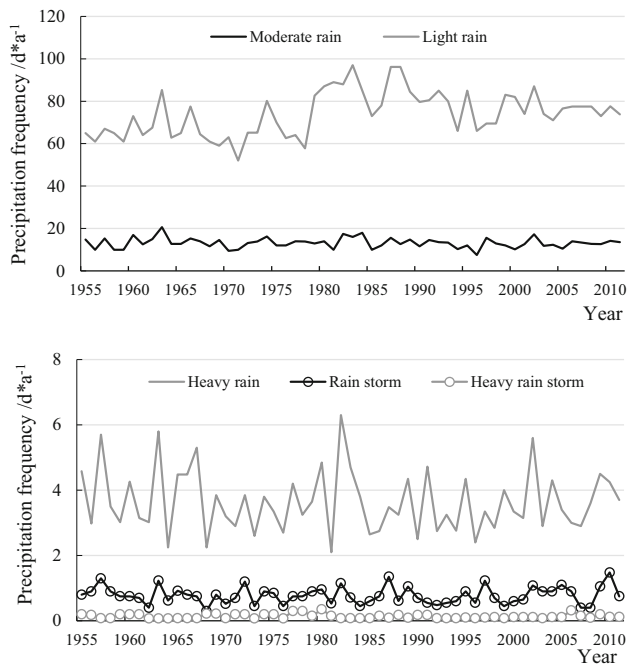 Precipitation frequency /d*a⁻¹
120
100
80
60
40
20
0
Moderate rain
Light rain
1955 1960 1965 1970 1975 1980 1985 1990 1995 2000 2005 2010
Year
Precipitation frequency /d*a⁻¹
8
6
4
2
0
Heavy rain
Rain storm
Heavy rain storm
1955 1960 1965 1970 1975 1980 1985 1990 1995 2000 2005 2010
Year